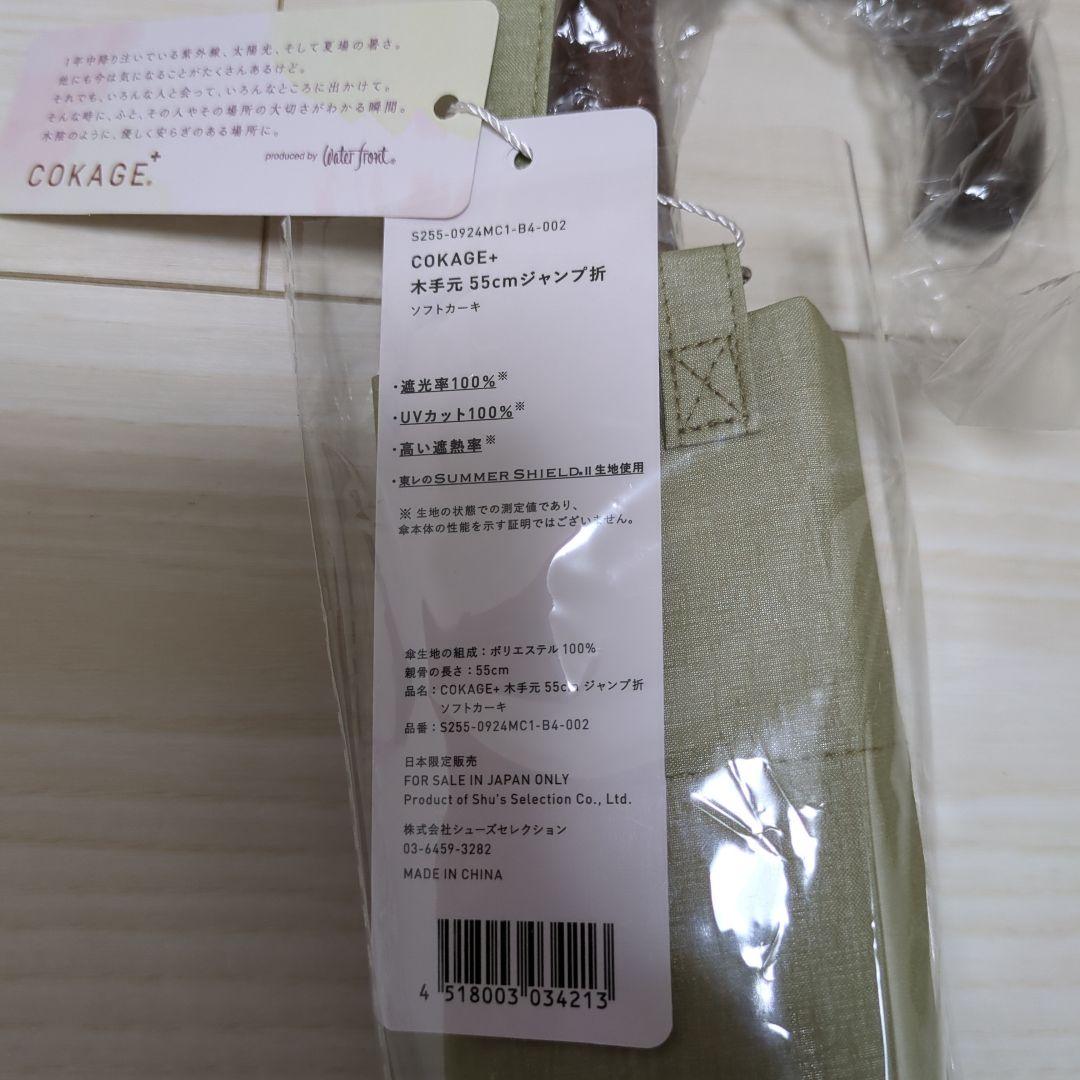 1年中降り注いでいる紫外線、太陽光、そして夏場の暑さ。
他にも今は気になることがたくさんあるけど。
それでも、いろんな人と会って、いろんなところに出かけて。
そんな時に、ふと、その人やその場所の大切さがわかる瞬間。
木陰のように、優しく安らぎのある場所に。
COKAGE+
produced by Waterfront®
S255-0924MC1-B4-002
COKAGE+
木手元 55cmジャンプ折
ソフトカーキ
・遮光率100%※
・UVカット100%※
・高い遮熱率※
・東レのSUMMER SHIELD®II生地使用
※ 生地の状態での測定値であり、
傘本体の性能を示す証明ではございません。
傘生地の組成：ポリエステル 100%
親骨の長さ：55cm
品名：COKAGE+ 木手元 55cm ジャンプ折
ソフトカーキ
品番：S255-0924MC1-B4-002
日本限定販売
FOR SALE IN JAPAN ONLY
Product of Shu's Selection Co., Ltd.
株式会社シューズセレクション
03-6459-3282
MADE IN CHINA
4 518003 034213